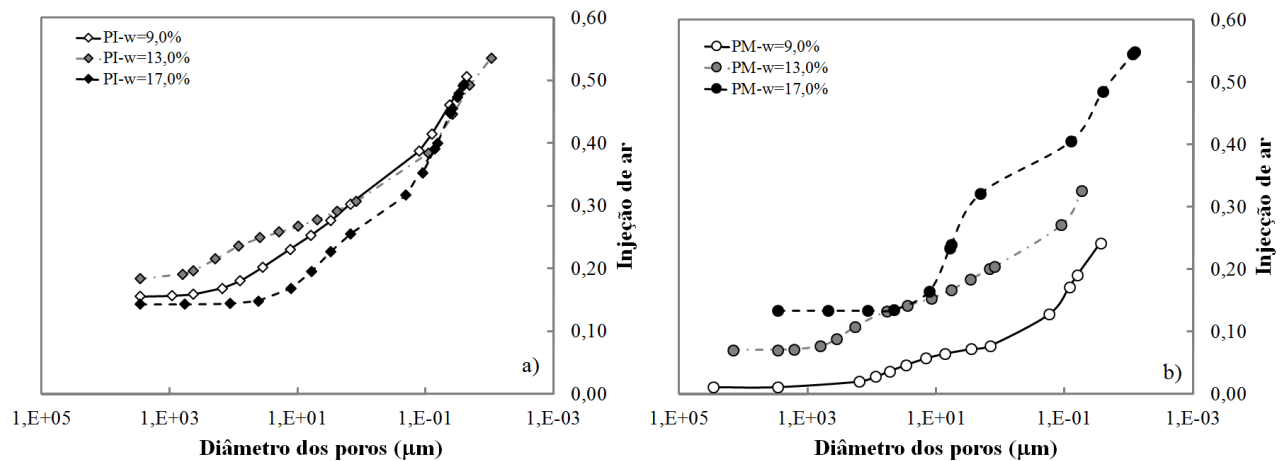 PI-w=9,0%
PI-w=13,0%
PI-w=17,0%
0,60
0,50
0,40
0,30
0,20
0,10
0,00
Injeção de ar
a)
1,E+05 1,E+03 1,E+01 1,E-01 1,E-03
Diâmetro dos poros (μm)
PM-w=9,0%
PM-w=13,0%
PM-w=17,0%
0,60
0,50
0,40
0,30
0,20
0,10
0,00
Injecção de ar
b)
1,E+05 1,E+03 1,E+01 1,E-01 1,E-03
Diâmetro dos poros (μm)